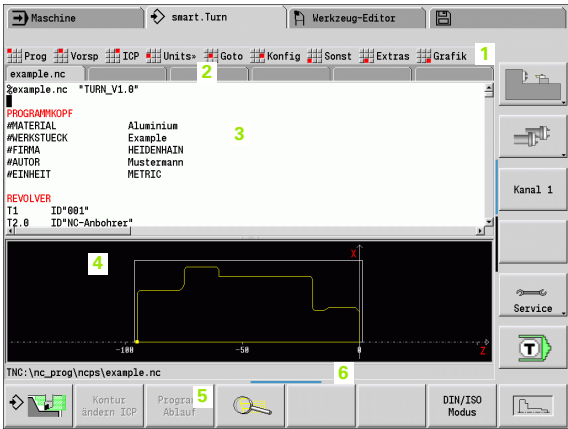 Maschine
smart.Turn
Werkzeug-Editor
Prog Vorsp ICP Units» Goto Konfig Sonst Extras Grafik 1
example.nc 2
%example.nc "TURN_V1.0"
PROGRAMMKOPF
#MATERIAL Aluminium
#WERKSTUECK Example 3
#FIRMA HEIDENHAIN
#AUTOR Mustermann
#EINHEIT METRIC
REVOLVER
T1 ID"001"
T2.0 ID"NC-Anbohrer"
Kanal 1
4
X
-100 -50 0 Z
Service
T
TNC:\nc_prog\ncps\example.nc 6
Kontur
ändern ICP
5
Ablauf
DIN/ISO
Modus